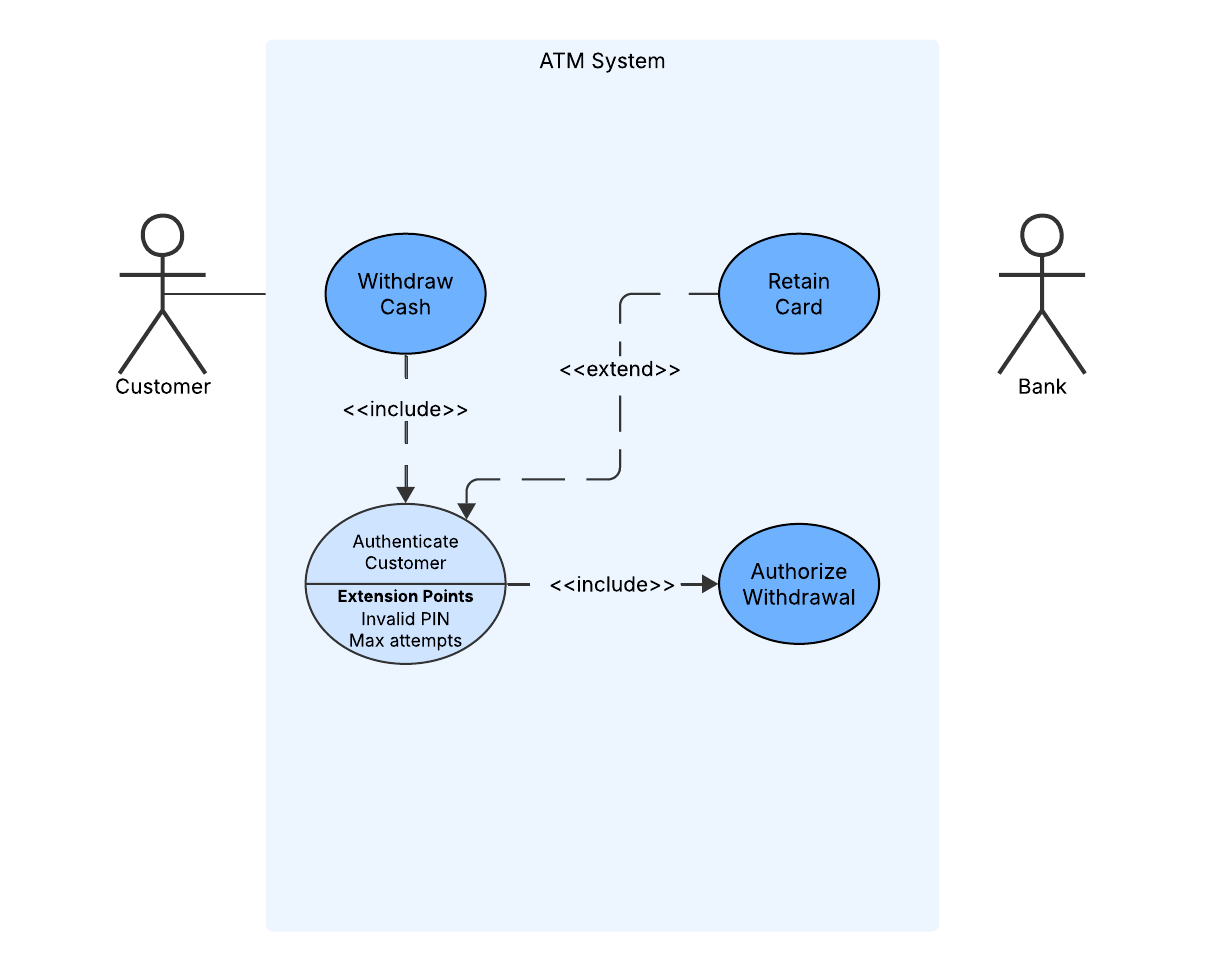 ATM System
Withdraw
Cash
Retain
Card
<<extend>>
Customer
Bank
<<include>>
Authenticate
Customer
Extension Points
Invalid PIN
Max attempts
<<include>>
Authorize
Withdrawal